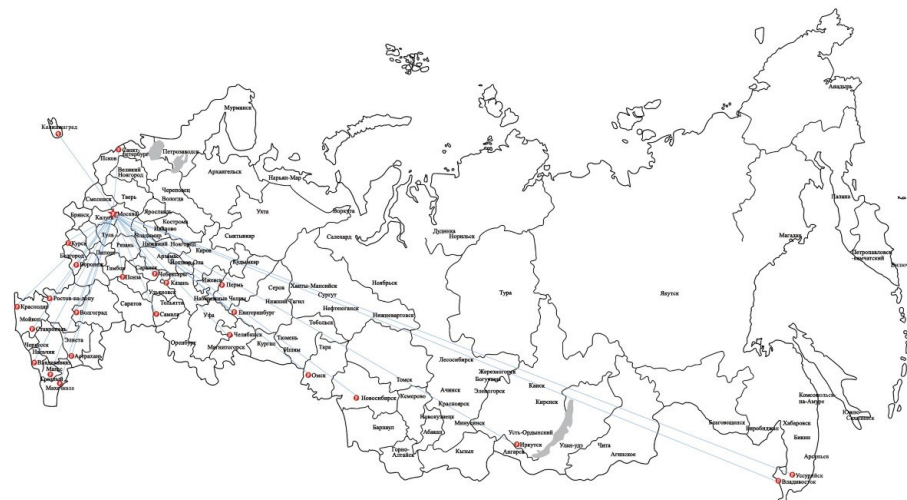 Анадырь
Мурманск
Калининград
Санкт-
Петербург
Петрозаводск
Псков
Великий
Новгород
Архангельск
Нарьян-Мар
Череповец
Вологда
Тверь
Смоленск
Палана
Воркута
Ухта
Ярославль
Москва
Калуга
Брянск
Кострома
Иваново
Владимир
Дудинка
Норильск
Магадан
Сыктывкар
Салехард
Тула
Рязань
Нижний Новгород
Киров
Курск
Белгород
Липецк
Воронеж
Арзамас
Йошкар-Ола
Кудымкар
Петропавловск
-камчатский
Тамбов
Саранск
Чебоксары
Казань
Ижевск
Пермь
Пенза
Ульяновск
Серов
Ханты-Мансийск
Ноябрьск
Сургут
Тура
Якутск
Ростов-на-дону
Краснодар
Саратов
Тольятти
Набережные Челны
Нижний Тагил
Нефтеюганск
Нижневартовск
Майкоп
Волгоград
Самара
Уфа
Екатеринбург
Тобольск
Ставрополь
Элиста
Оренбург
Челябинск
Магнитогорск
Курган
Тюмень
Ишим
Тара
Черкесск
Нальчик
Владикавказ
Астрахань
Магас
Грозный
Махачкала
Лесосибирск
Омск
Томск
Ачинск
Красноярск
Канск
Киренск
Новосибирск
Кемерово
Новокузнецк
Минусинск
Барнаул
Абакан
Горно-
Алтайск
Кызыл
Усть-Ордынский
Иркутск
Ангарск
Улан-удэ
Чита
Агинское
Комсомольск
на-Амуре
Южно-
Сахалинск
Благовещенск
Биробиджан
Хабаровск
Бикин
Арсеньев
Уссурийск
Владивосток